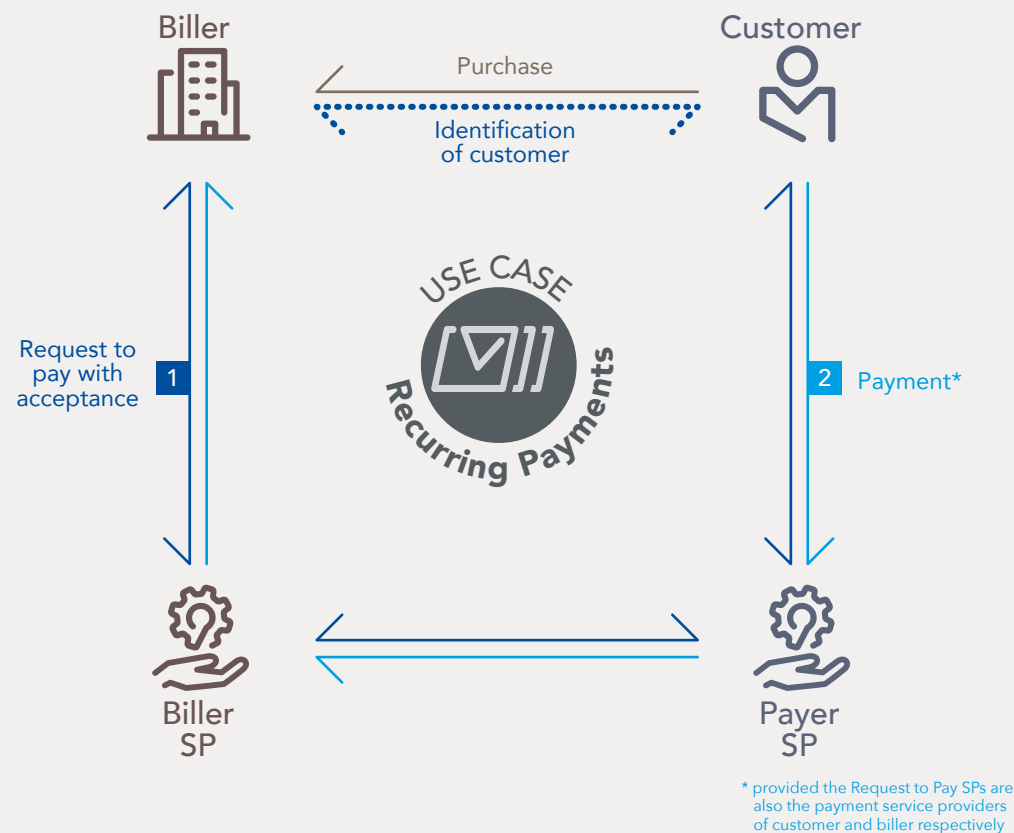 Biller
Customer
Purchase
Identification
of customer
USE CASE
Recurring Payments
Request to
pay with
acceptance
1
2
Payment*
Biller
SP
Payer
SP
* provided the Request to Pay SPs are
also the payment service providers
of customer and biller respectively